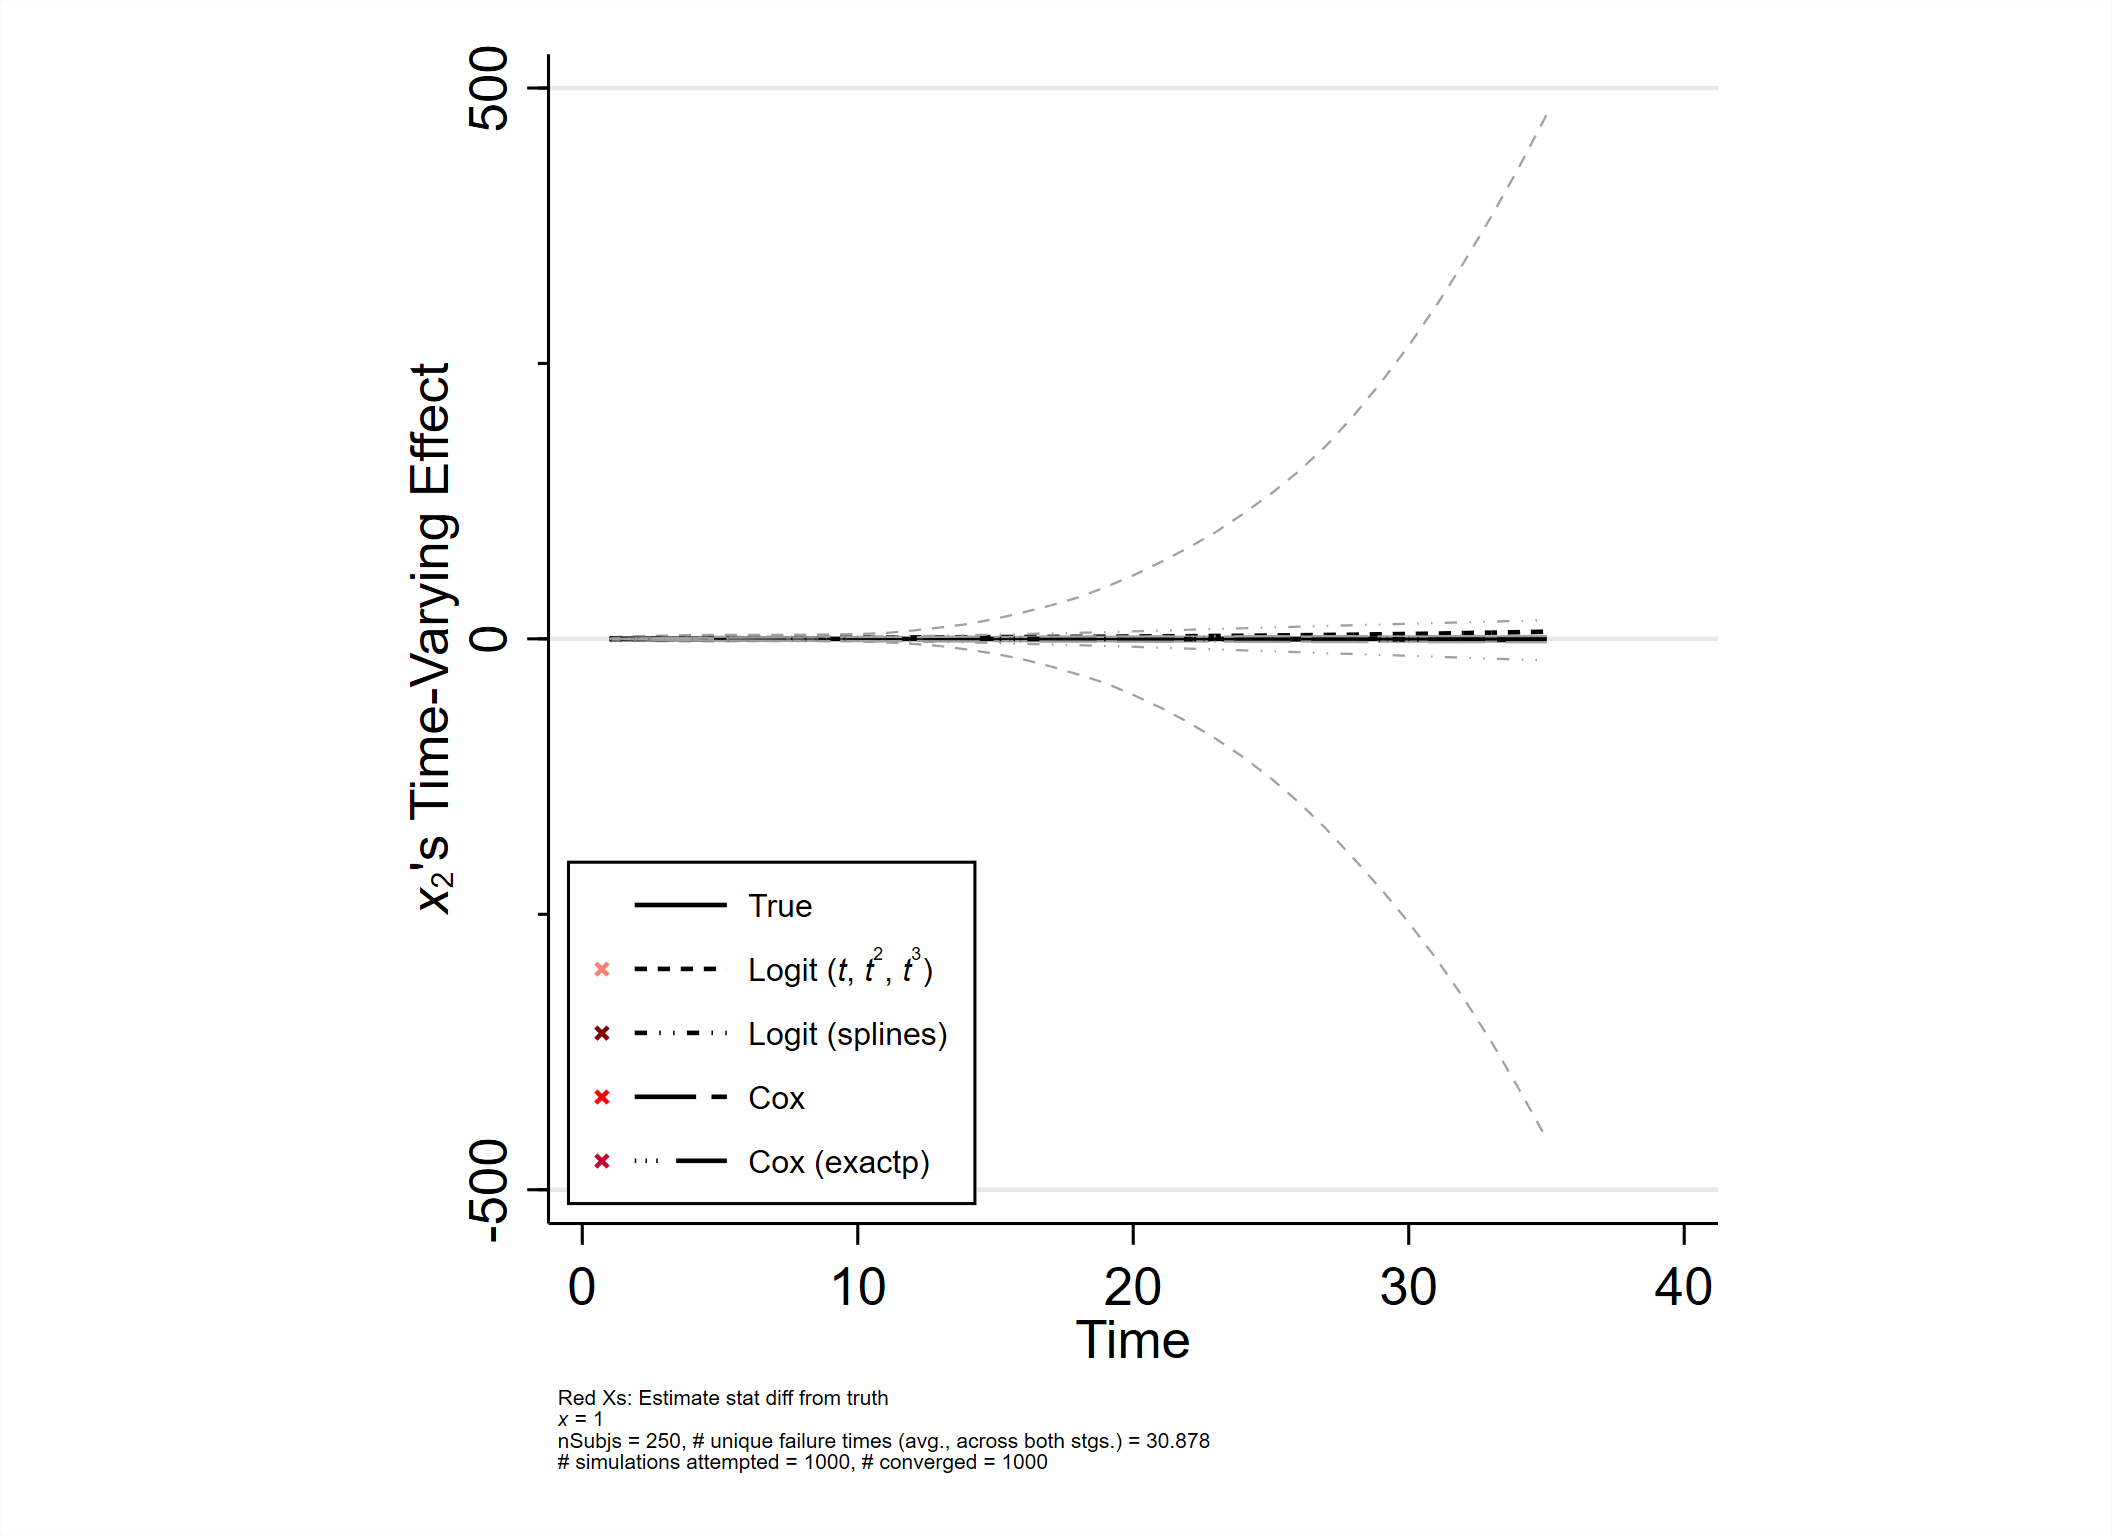 500
0
-500
x₂'s Time-Varying Effect
True
Logit (t, t², t³)
Logit (splines)
Cox
Cox (exactp)
0 10 20 30 40
Time
Red Xs: Estimate stat diff from truth
x = 1
nSubjs = 250, # unique failure times (avg., across both stgs.) = 30.878
# simulations attempted = 1000, # converged = 1000